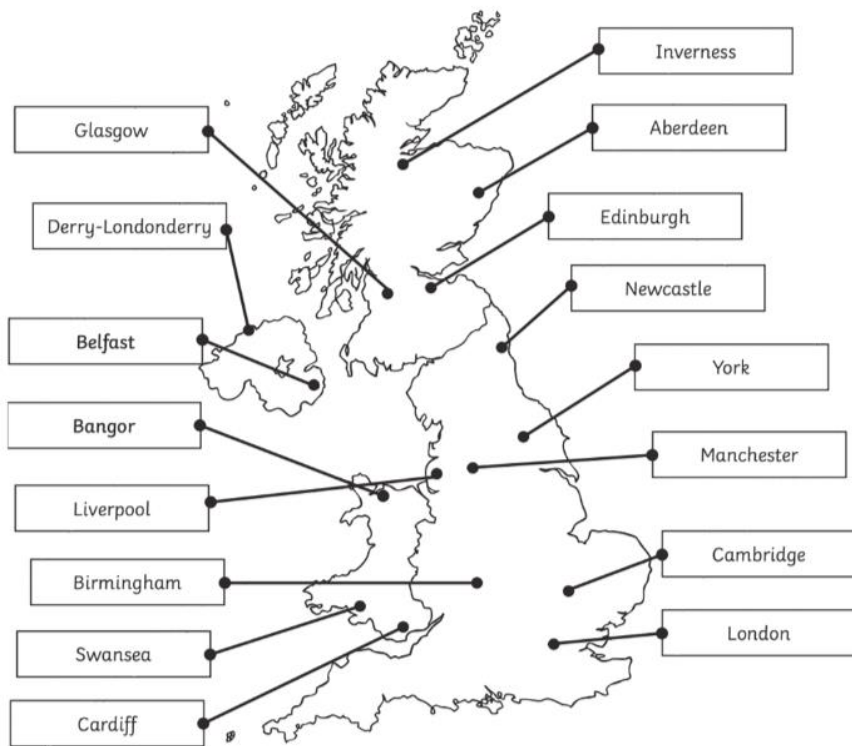 Inverness
Glasgow
Aberdeen
Derry-Londonderry
Edinburgh
Newcastle
Belfast
York
Bangor
Manchester
Liverpool
Cambridge
Birmingham
London
Swansea
Cardiff